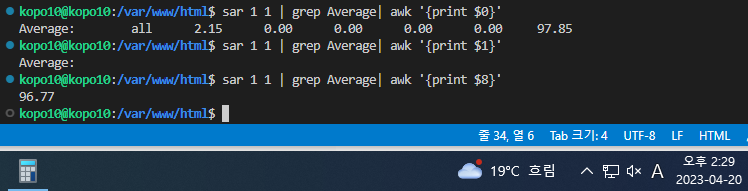 kopo10@kopo10:/var/www/html$ sar 1 1 | grep Average| awk '{print $0}'
Average:        all     2.15     0.00     0.00     0.00     0.00    97.85
kopo10@kopo10:/var/www/html$ sar 1 1 | grep Average| awk '{print $1}'
Average:
kopo10@kopo10:/var/www/html$ sar 1 1 | grep Average| awk '{print $8}'
96.77
kopo10@kopo10:/var/www/html$
줄 34, 열 6 Tab 크기: 4 UTF-8 LF HTML
19°C 흐림 A 오후 2:29
2023-04-20